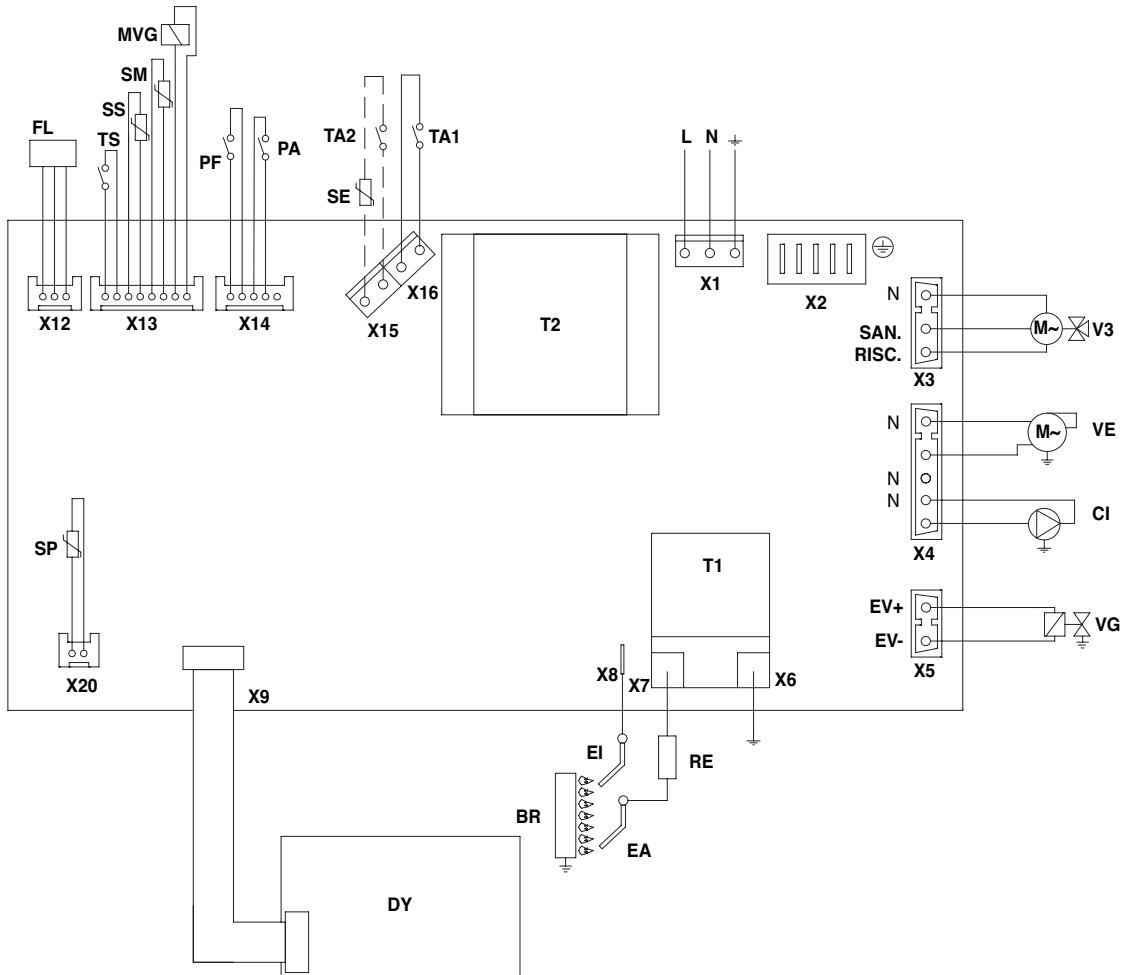 MVG
SM
SS
FL
TS
PF
PA
TA2
TA1
SE
L N
X12
X13
X14
X15
X16
T2
X1
X2
N
SAN.
RISC.
X3
M~
V3
N
N
N
M~
VE
CI
X4
EV+
EV-
X5
VG
SP
X20
X9
T1
X8
X7
X6
EI
RE
BR
EA
DY